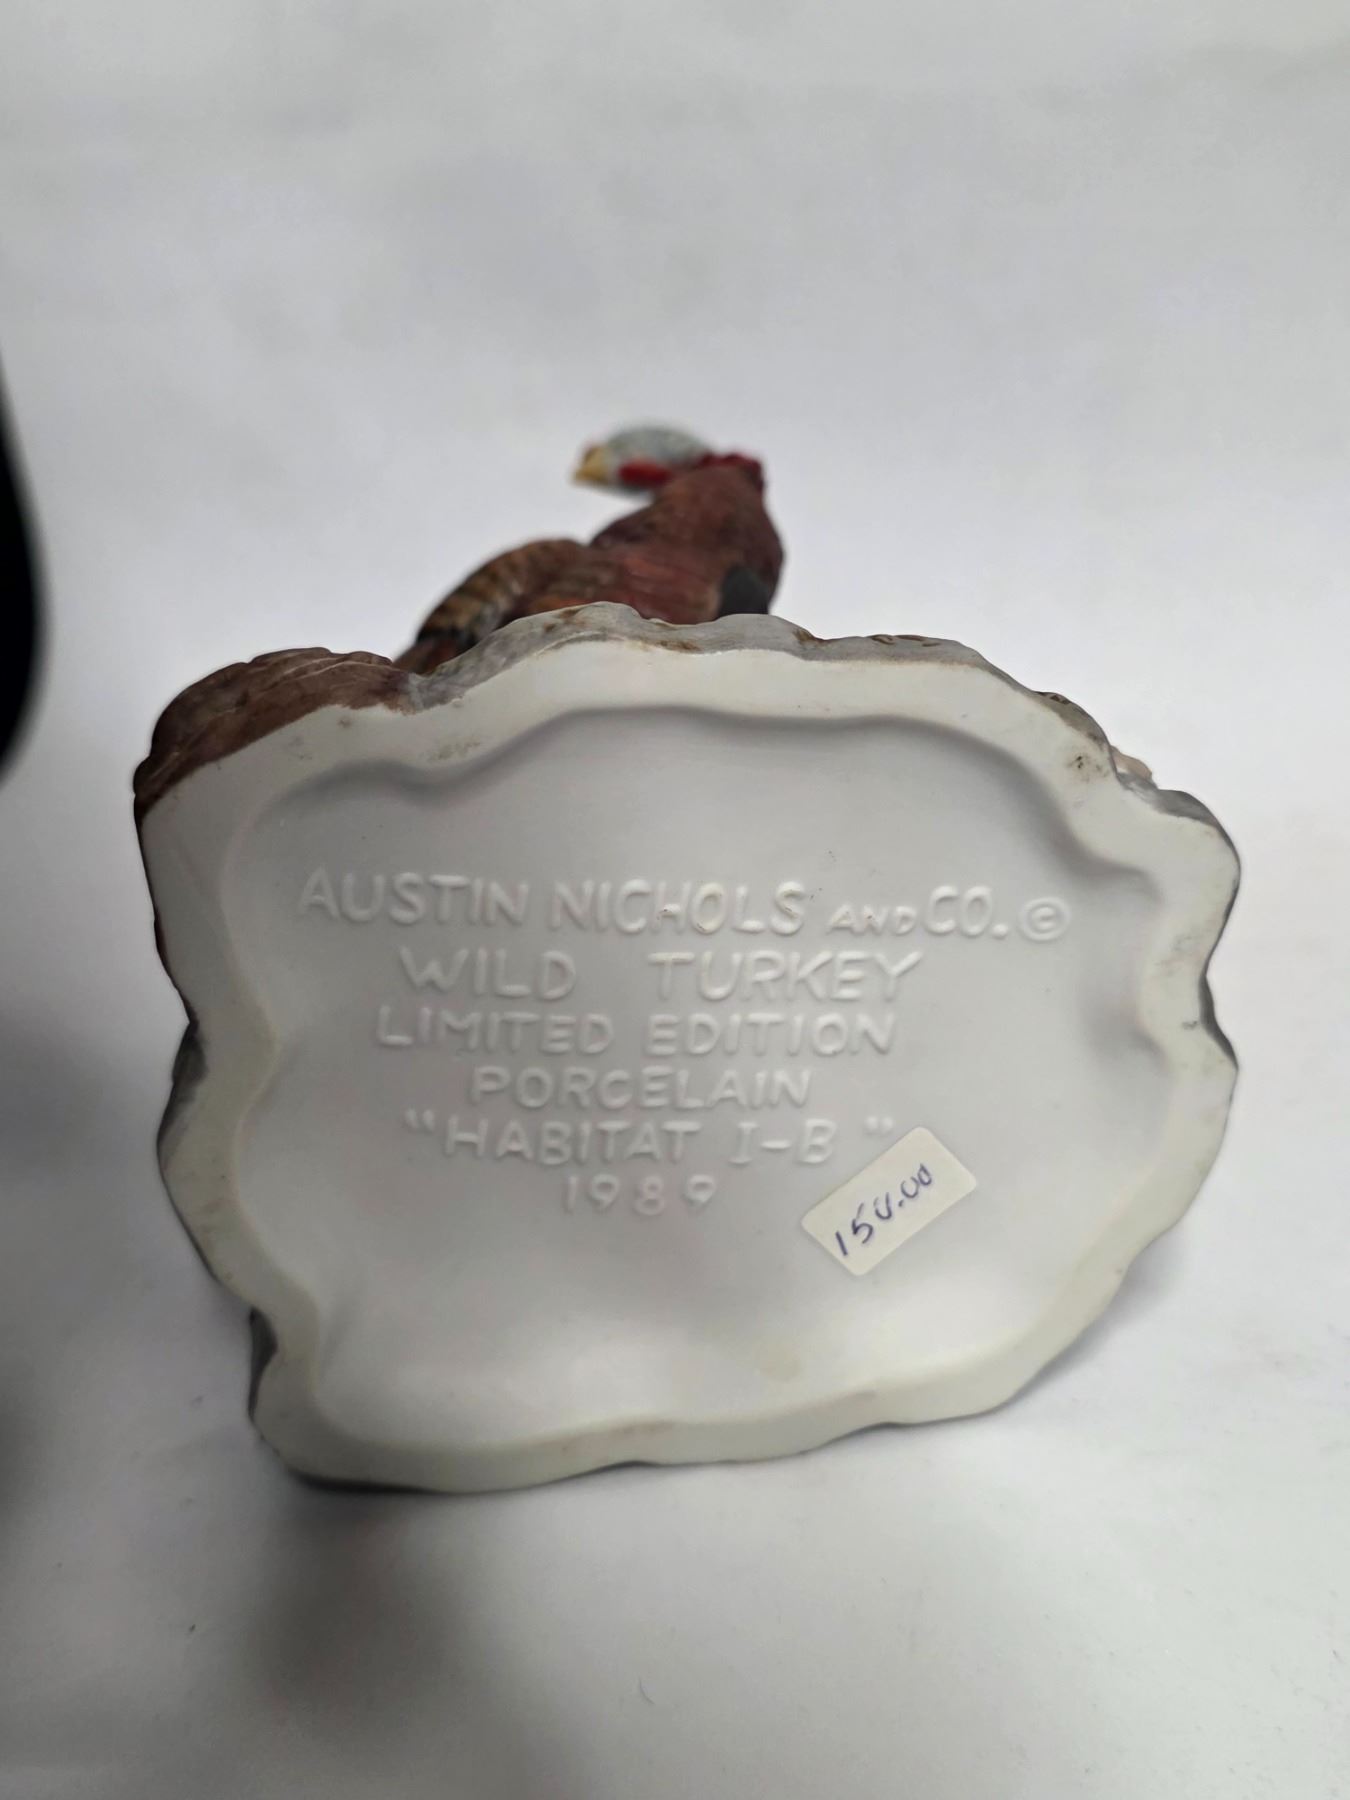 AUSTIN NICHOLS AND CO. ©
WILD TURKEY
LIMITED EDITION
PORCELAIN
"HABITAT I-B"
1989
150.00